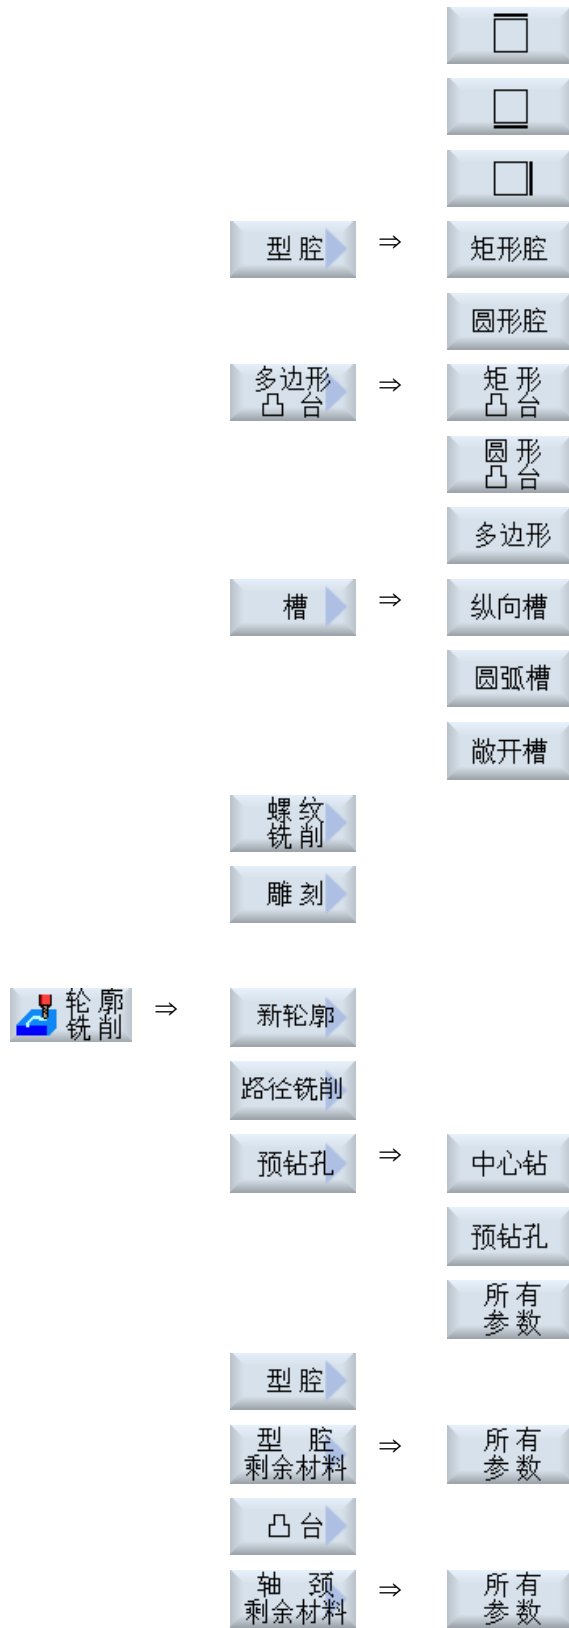 型腔 ⇒ 矩形腔
圆形腔
多边形 ⇒ 矩形
凸台 凸台
圆形
凸台
多边形
槽 ⇒ 纵向槽
圆弧槽
敞开槽
螺纹
铣削
雕刻
轮廓 ⇒ 新轮廓
铣削
路径铣削
预钻孔 ⇒ 中心钻
预钻孔
所有
参数
型腔
型腔 ⇒ 所有
剩余材料 参数
凸台
轴颈 ⇒ 所有
剩余材料 参数